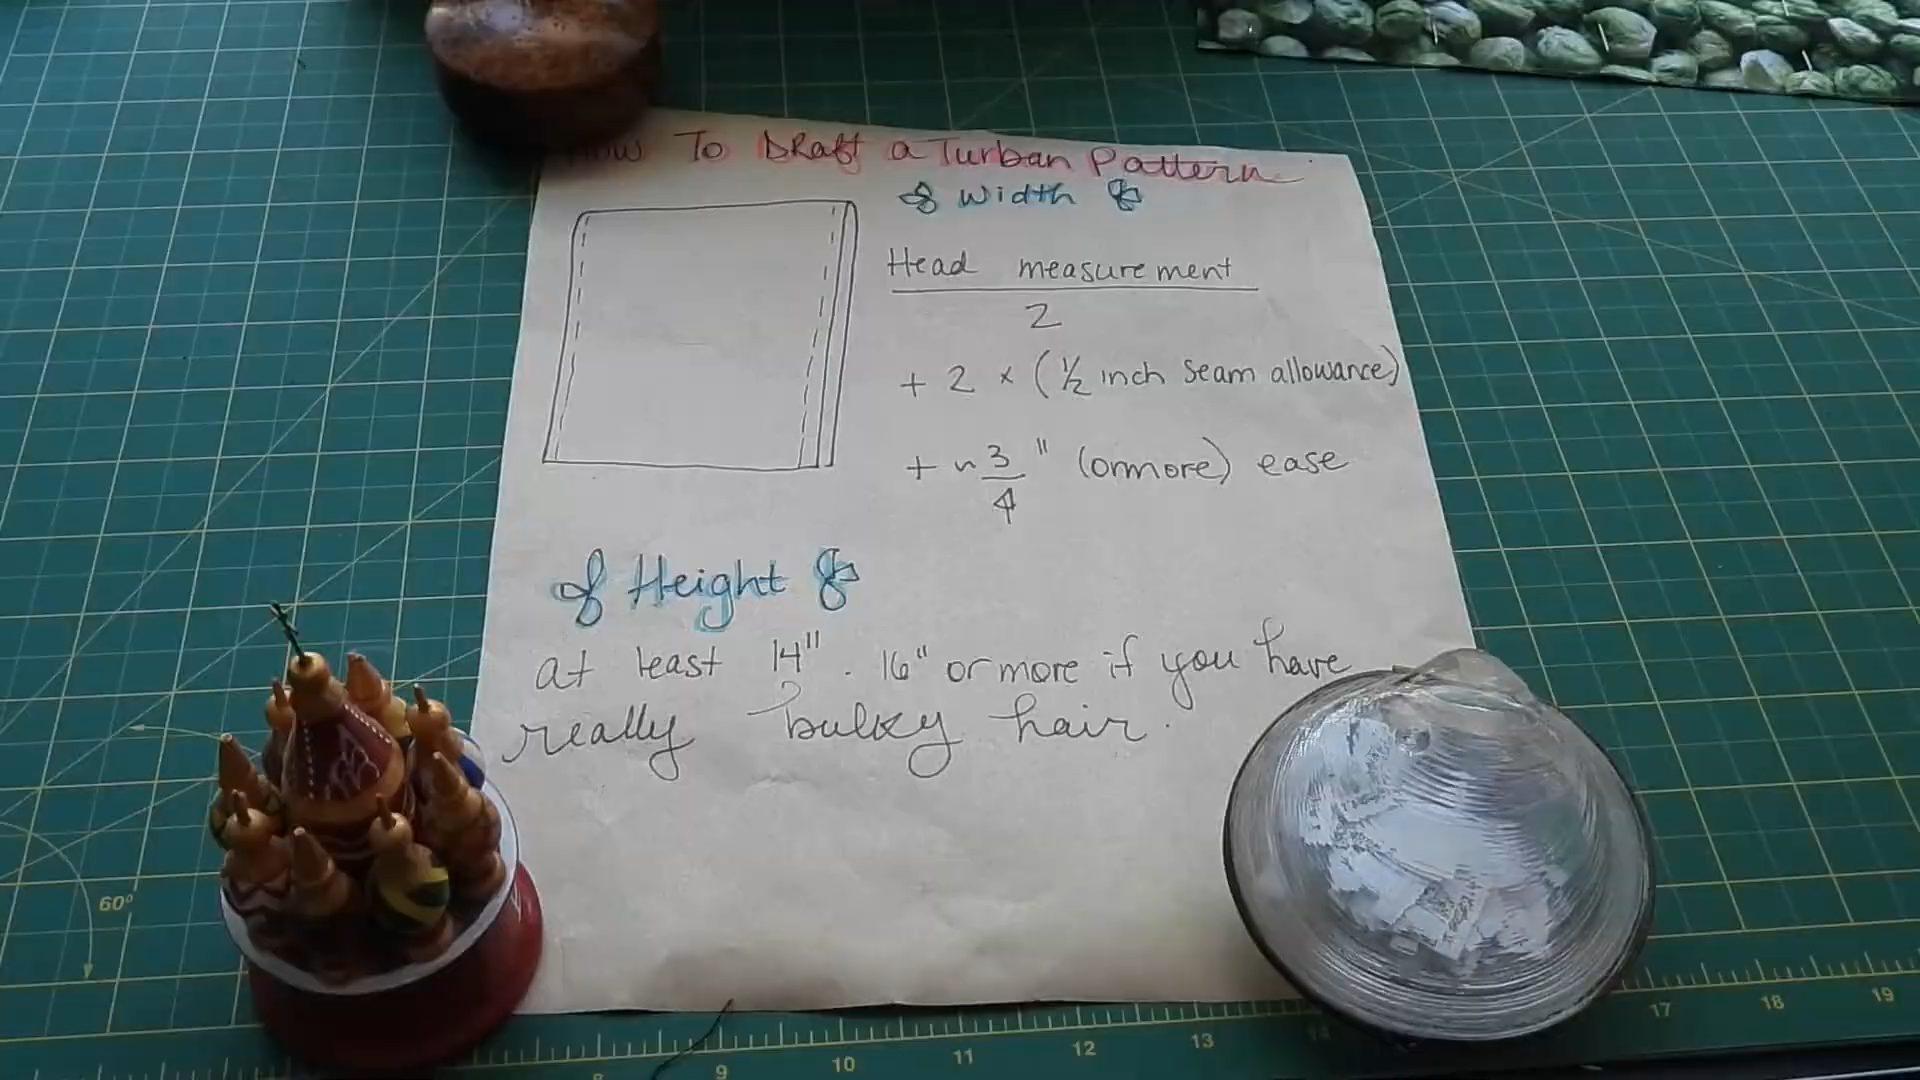 How To Draft a Turban Pattern
Width
Head measurement
2
+ 2 × (1/2 inch seam allowance)
+ n 3/4" (or more) ease
Height
at least 14". 16" or more if you have
really bulky hair.
60°
8 9 10 11 12 13 14 17 18 19